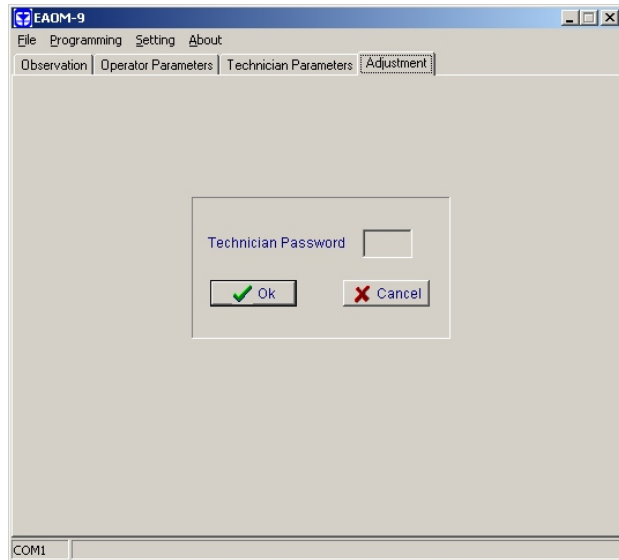 EAOM-9
File Programming Setting About
Observation Operator Parameters Technician Parameters Adjustment
Technician Password
Ok Cancel
COM1